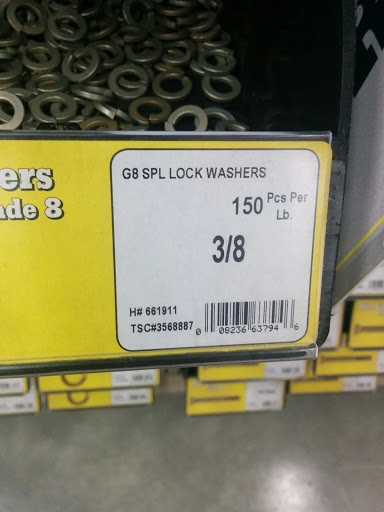 ers
ade 8
G8 SPL LOCK WASHERS
150 Pcs Per
Lb.
3/8
H# 661911
TSC#3568887
0 08236 63794 6